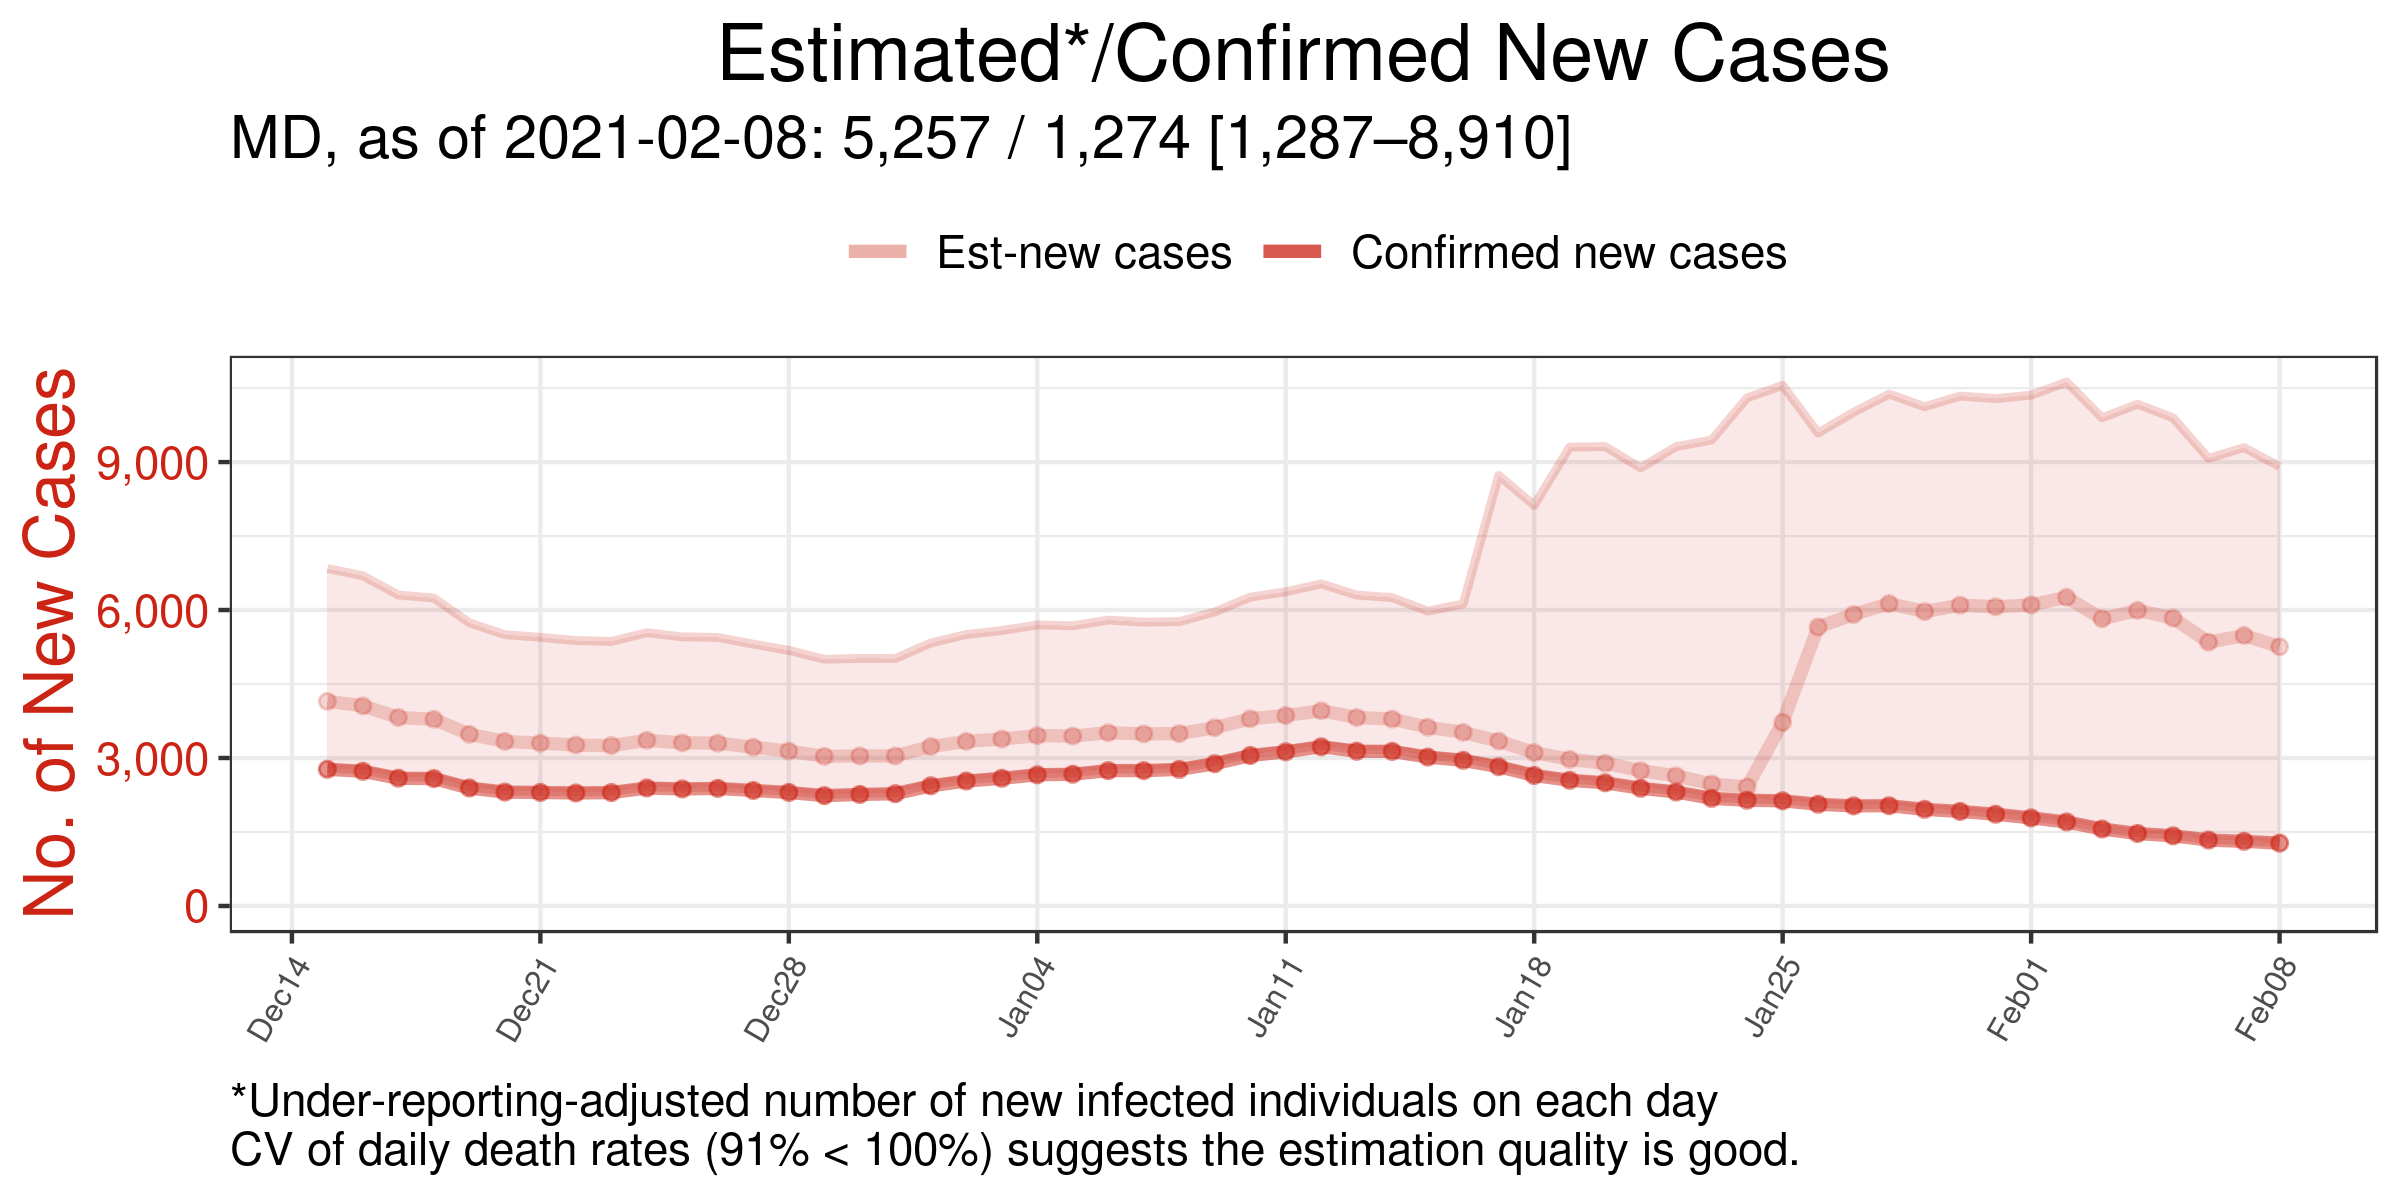 Estimated*/Confirmed New Cases
MD, as of 2021-02-08: 5,257 / 1,274 [1,287–8,910]
Est-new cases
Confirmed new cases
No. of New Cases
9,000
6,000
3,000
0
Dec14
Dec21
Dec28
Jan04
Jan11
Jan18
Jan25
Feb01
Feb08
*Under-reporting-adjusted number of new infected individuals on each day
CV of daily death rates (91% < 100%) suggests the estimation quality is good.